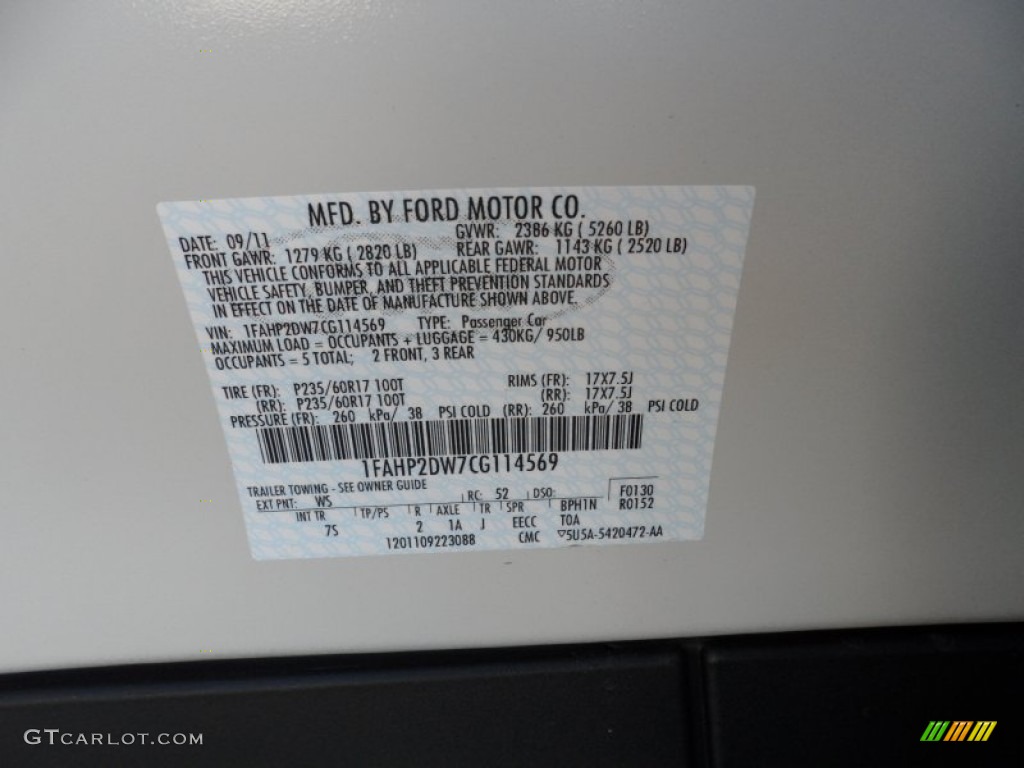 MFD. BY FORD MOTOR CO.
DATE: 09/11 GVWR: 2386 KG ( 5260 LB)
FRONT GAWR: 1279 KG ( 2820 LB) REAR GAWR: 1143 KG ( 2520 LB)
THIS VEHICLE CONFORMS TO ALL APPLICABLE FEDERAL MOTOR
VEHICLE SAFETY, BUMPER, AND THEFT PREVENTION STANDARDS
IN EFFECT ON THE DATE OF MANUFACTURE SHOWN ABOVE.
VIN: 1FAHP2DW7CG114569 TYPE: Passenger Car
MAXIMUM LOAD = OCCUPANTS + LUGGAGE = 430KG/ 950LB
OCCUPANTS = 5 TOTAL; 2 FRONT, 3 REAR
TIRE (FR): P235/60R17 100T RIMS (FR): 17X7.5J
(RR): P235/60R17 100T (RR): 17X7.5J
PRESSURE (FR): 260 kPa/ 38 PSI COLD (RR): 260 kPa/ 38 PSI COLD
1FAHP2DW7CG114569
TRAILER TOWING - SEE OWNER GUIDE
EXT PNT: WS RC: 52 DSO: F0130
INT TR TP/PS R AXLE TR SPR BPH1N R0152
7S 2 1A J EECC TOA
1201109223088 CMC ▽5U5A-5420472-AA
GTCARLOT.COM